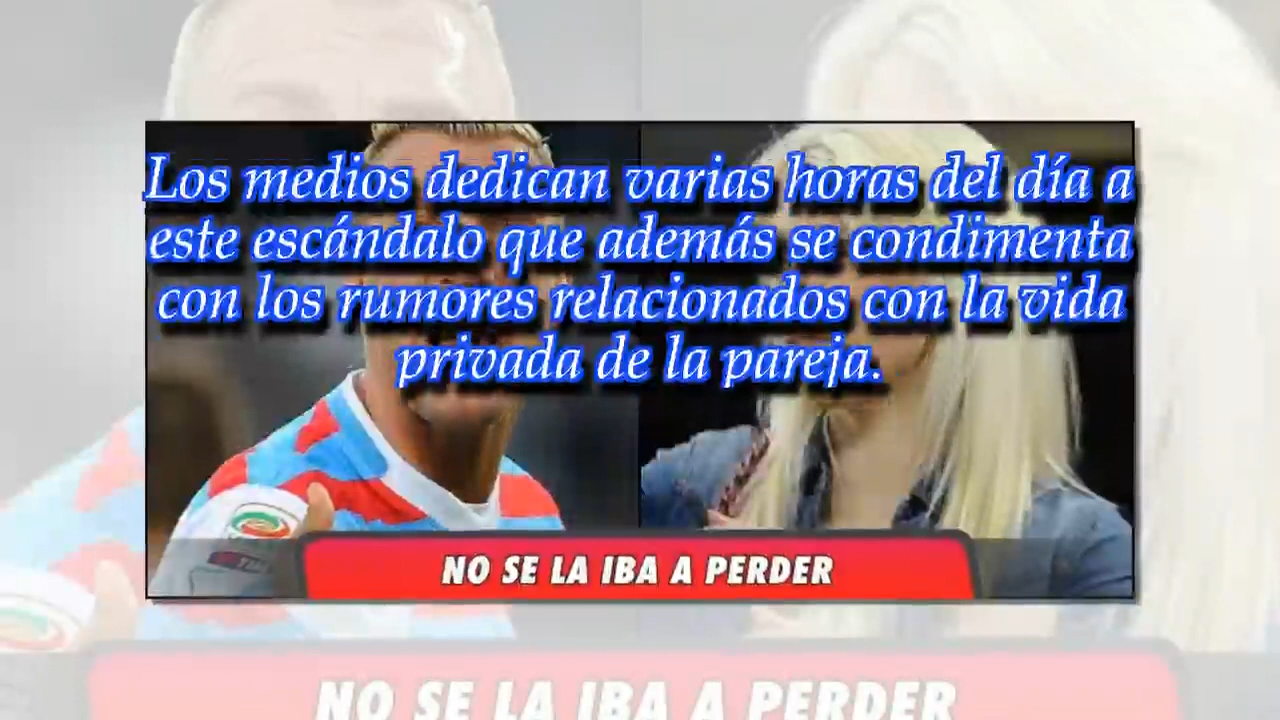 Los medios dedican varias horas del día a
este escándalo que además se condimenta
con los rumores relacionados con la vida
privada de la pareja.
NO SE LA IBA A PERDER
NO SE LA IBA A PERDER